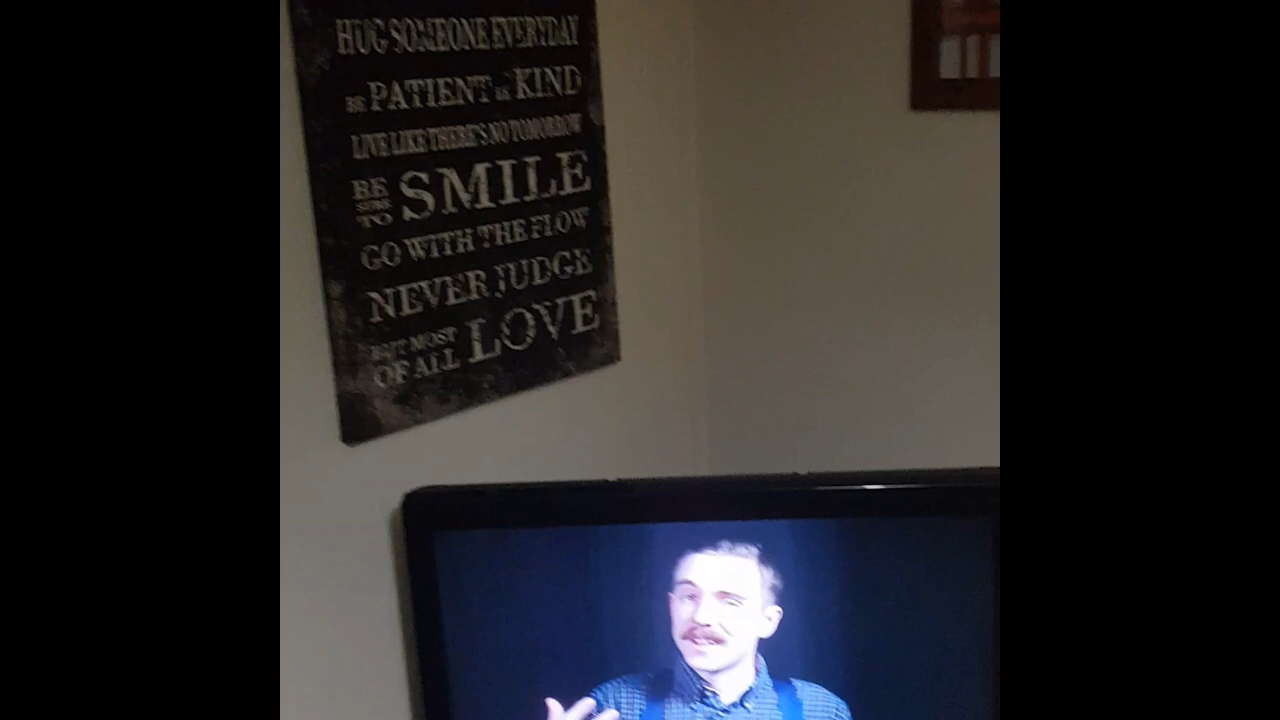 HUG SOMEONE EVERYDAY
BE PATIENT BE KIND
LIVE LIKE THERE'S NO TOMORROW
BE SURE TO SMILE
GO WITH THE FLOW
NEVER JUDGE
BUT MOST OF ALL LOVE